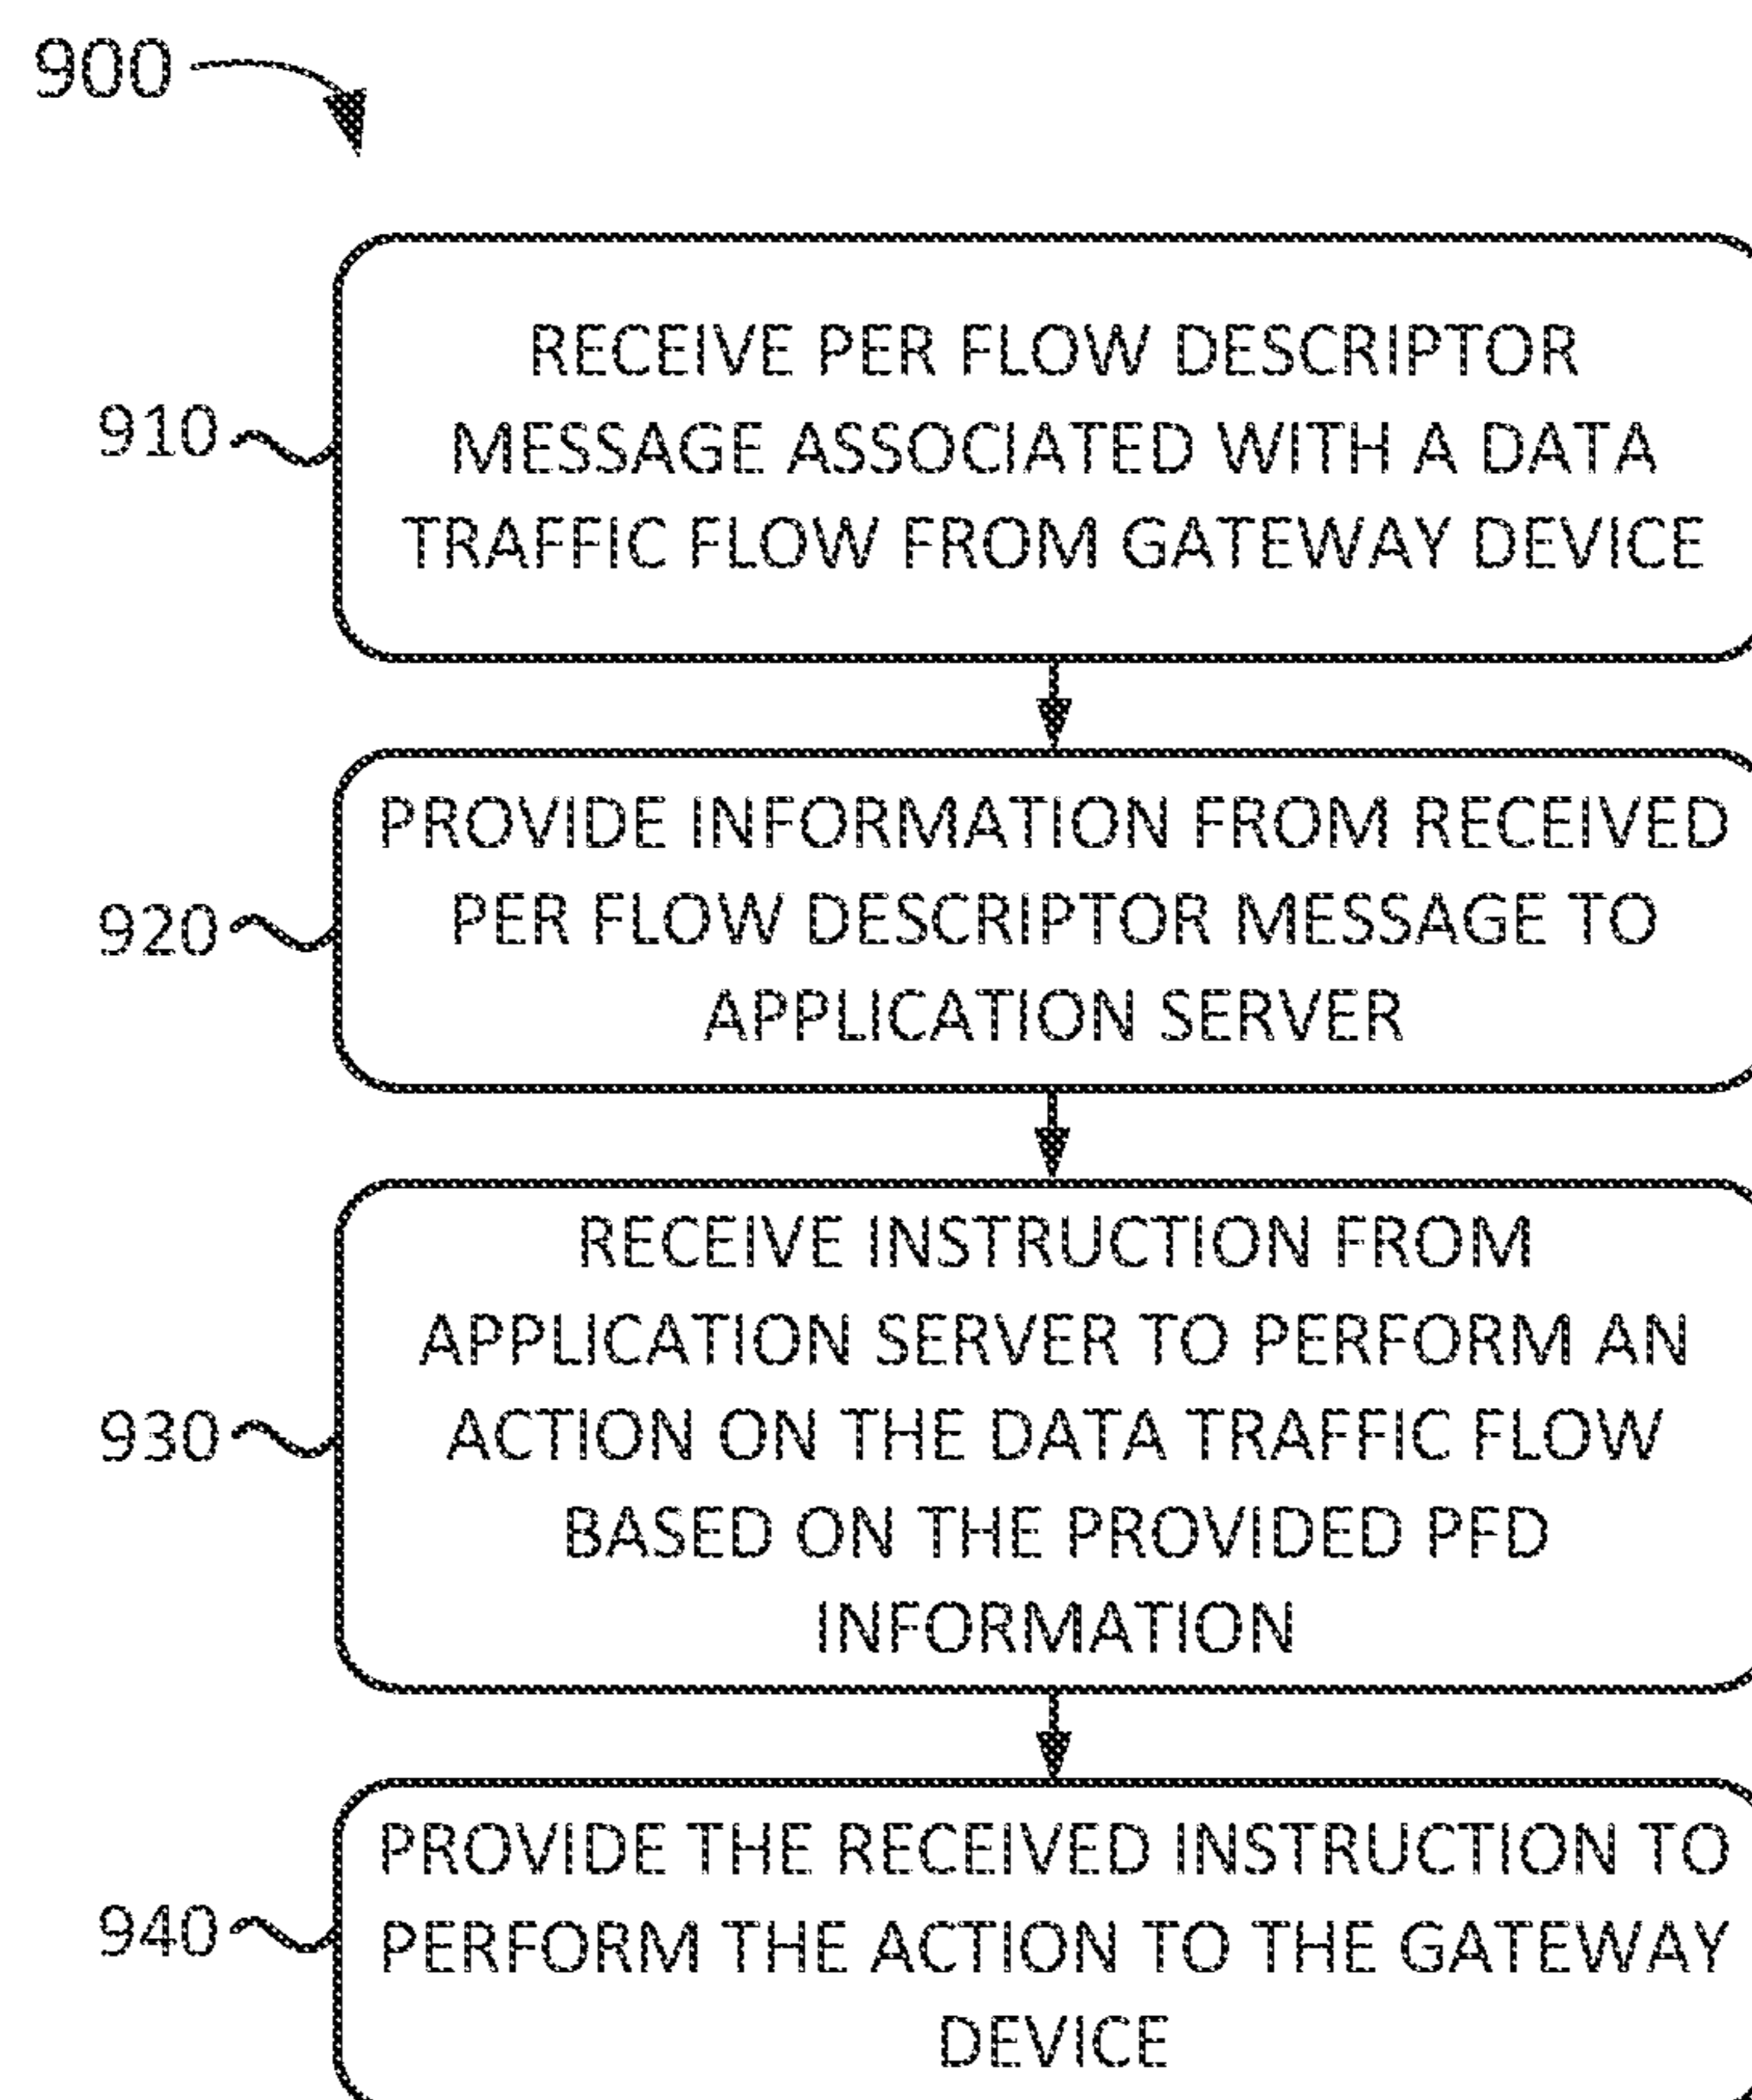 900
RECEIVE PER FLOW DESCRIPTOR
MESSAGE ASSOCIATED WITH A DATA
TRAFFIC FLOW FROM GATEWAY DEVICE
910
PROVIDE INFORMATION FROM RECEIVED
PER FLOW DESCRIPTOR MESSAGE TO
APPLICATION SERVER
920
RECEIVE INSTRUCTION FROM
APPLICATION SERVER TO PERFORM AN
ACTION ON THE DATA TRAFFIC FLOW
BASED ON THE PROVIDED PFD
INFORMATION
930
PROVIDE THE RECEIVED INSTRUCTION TO
PERFORM THE ACTION TO THE GATEWAY
DEVICE
940